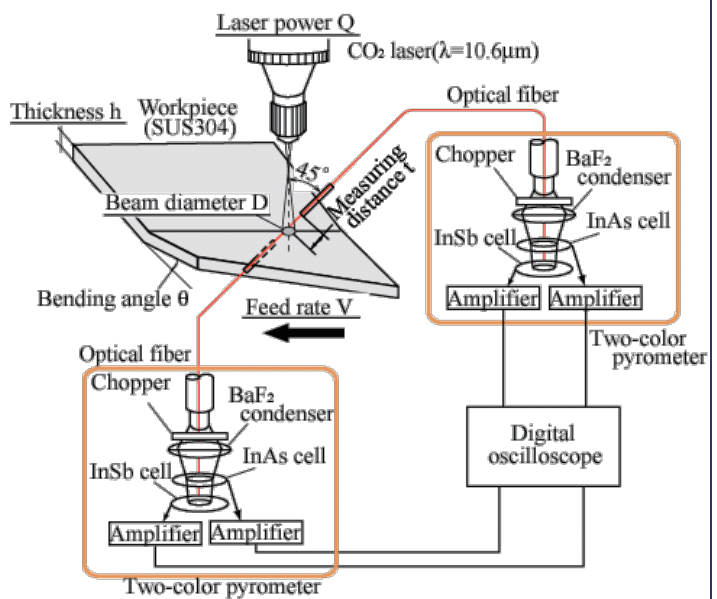 Laser power Q
CO₂ laser(λ=10.6μm)
Optical fiber
Thickness h
Workpiece
(SUS304)
45°
Measuring
distance t
Beam diameter D
Bending angle θ
Feed rate V
Chopper
BaF₂
condenser
InSb cell
InAs cell
Amplifier
Amplifier
Two-color
pyrometer
Optical fiber
Chopper
BaF₂
condenser
InSb cell
InAs cell
Amplifier
Amplifier
Two-color pyrometer
Digital
oscilloscope